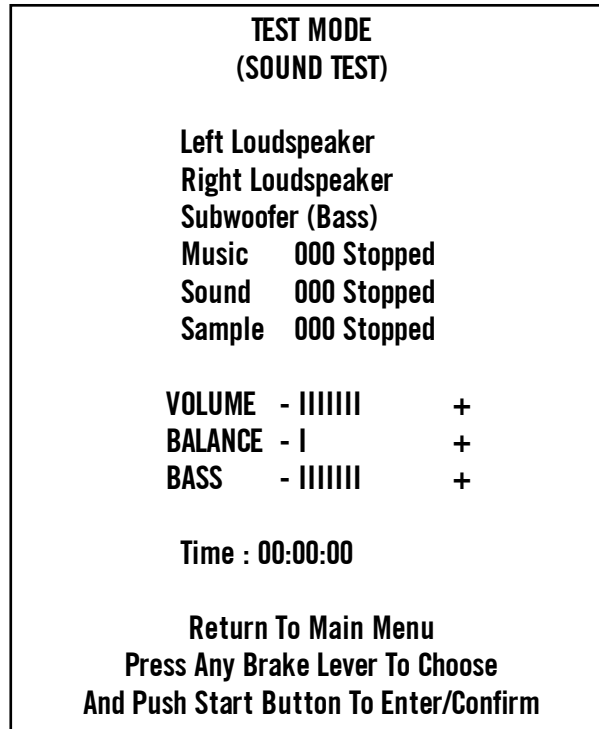 TEST MODE
(SOUND TEST)
Left Loudspeaker
Right Loudspeaker
Subwoofer (Bass)
Music 000 Stopped
Sound 000 Stopped
Sample 000 Stopped
VOLUME - IIIIIII +
BALANCE - I +
BASS - IIIIIII +
Time : 00:00:00
Return To Main Menu
Press Any Brake Lever To Choose
And Push Start Button To Enter/Confirm